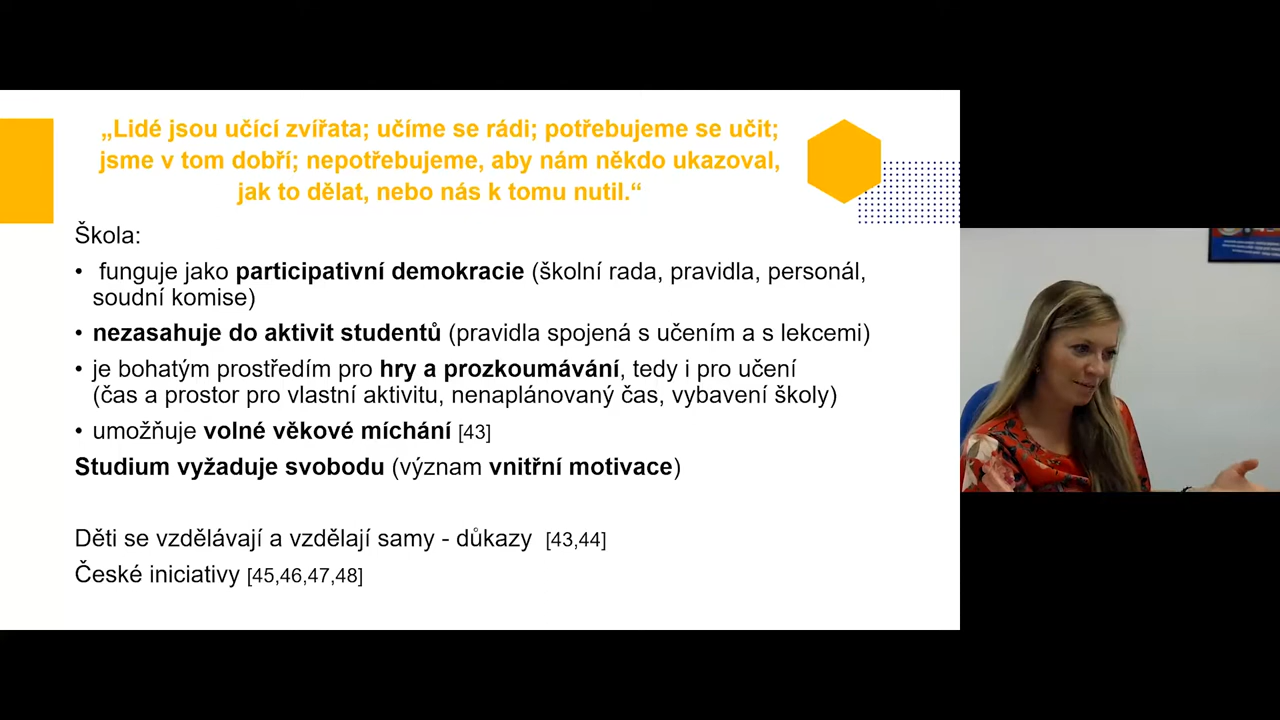 „Lidé jsou učící zvířata; učíme se rádi; potřebujeme se učit;
jsme v tom dobří; nepotřebujeme, aby nám někdo ukazoval,
jak to dělat, nebo nás k tomu nutil.“
Škola:
• funguje jako participativní demokracie (školní rada, pravidla, personál,
soudní komise)
• nezasahuje do aktivit studentů (pravidla spojená s učením a s lekcemi)
• je bohatým prostředím pro hry a prozkoumávání, tedy i pro učení
(čas a prostor pro vlastní aktivitu, nenaplánovaný čas, vybavení školy)
• umožňuje volné věkové míchání [43]
Studium vyžaduje svobodu (význam vnitřní motivace)
Děti se vzdělávají a vzdělají samy - důkazy [43,44]
České iniciativy [45,46,47,48]